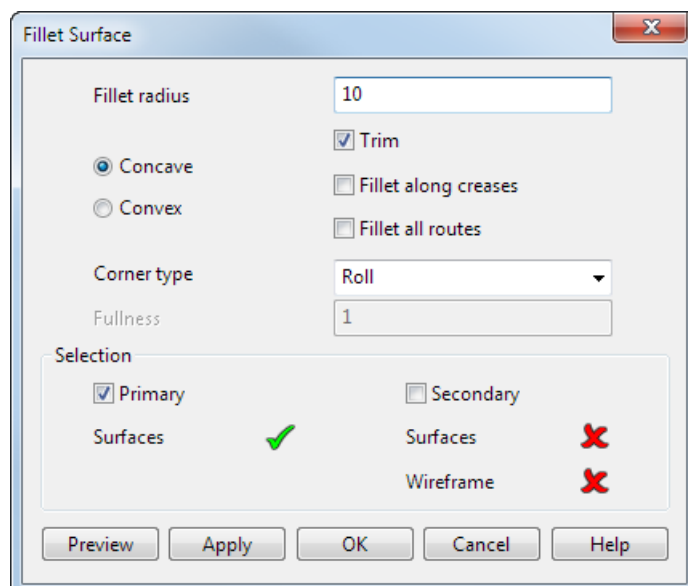 Fillet Surface
Fillet radius 10
Trim
Concave
Fillet along creases
Convex
Fillet all routes
Corner type Roll
Fullness 1
Selection
Primary Secondary
Surfaces Surfaces
Wireframe
Preview Apply OK Cancel Help